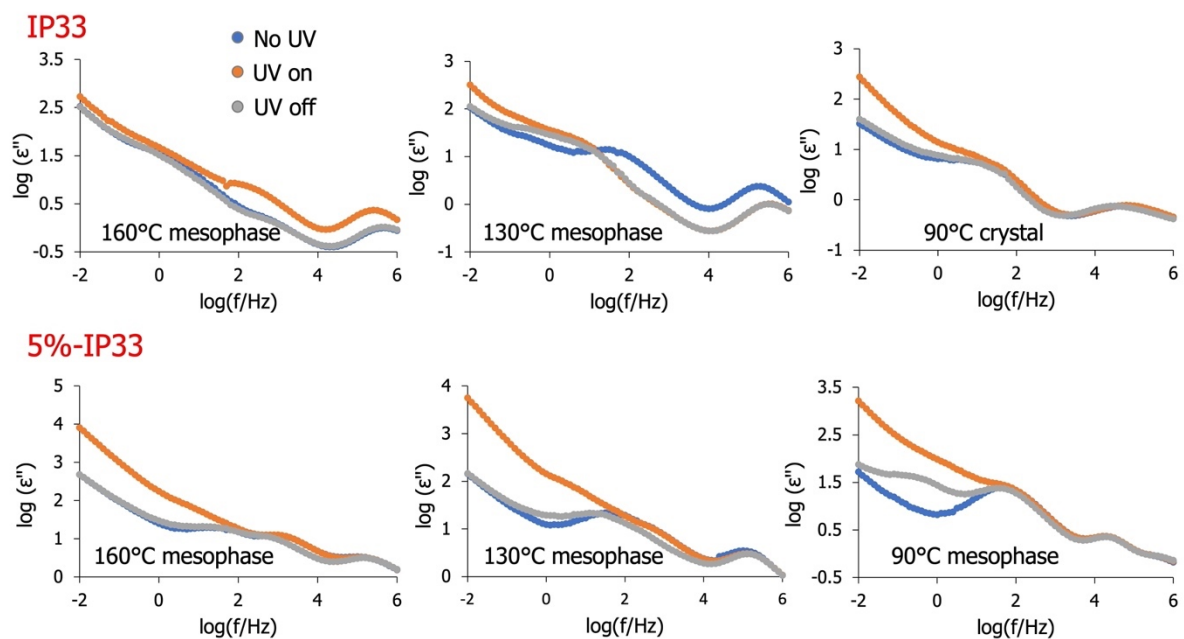 IP33
No UV
UV on
UV off
3.5
2.5
1.5
0.5
-0.5
log (ε")
160°C mesophase
-2 0 2 4 6
log(f/Hz)
3
2
1
0
-1
log (ε")
130°C mesophase
-2 0 2 4 6
log(f/Hz)
3
2
1
0
-1
log (ε")
90°C crystal
-2 0 2 4 6
log(f/Hz)
5%-IP33
5
4
3
2
1
0
log (ε")
160°C mesophase
-2 0 2 4 6
log(f/Hz)
4
3
2
1
0
log (ε")
130°C mesophase
-2 0 2 4 6
log(f/Hz)
3.5
2.5
1.5
0.5
-0.5
log (ε")
90°C mesophase
-2 0 2 4 6
log(f/Hz)